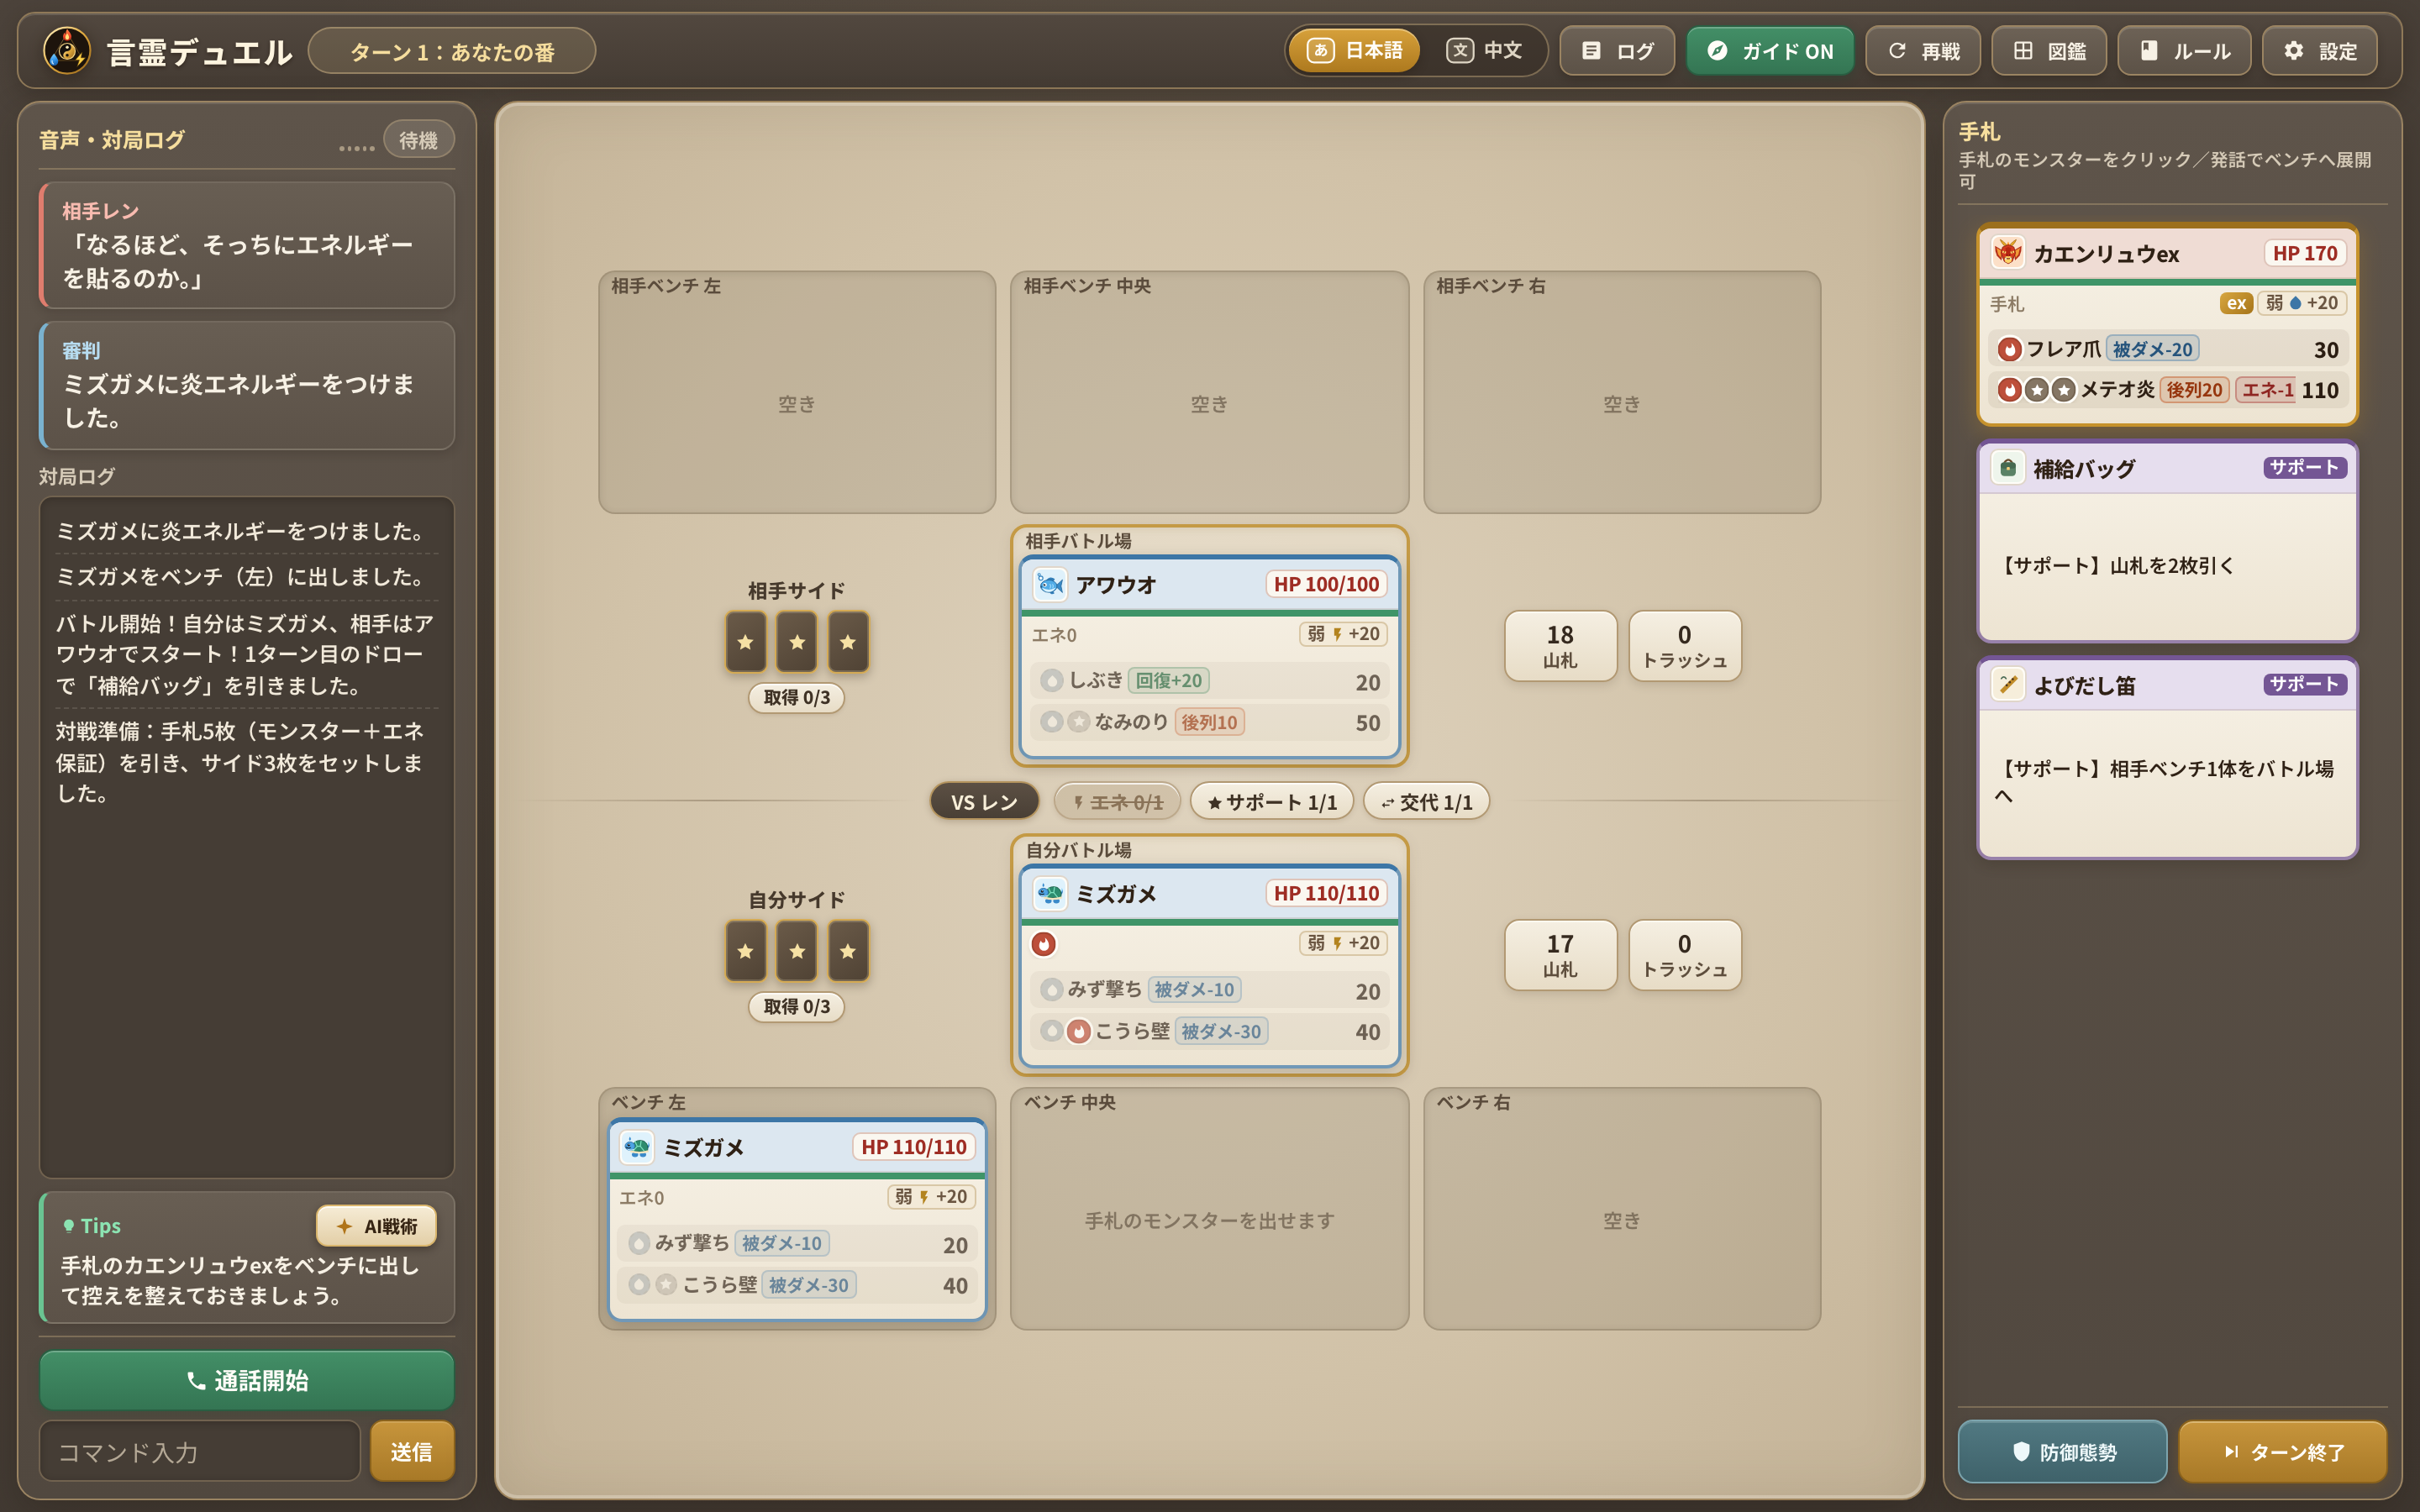 言霊デュエル
ターン 1：あなたの番
あ 日本語
文 中文
ログ
ガイド ON
再戦
図鑑
ルール
設定
音声・対局ログ
待機
相手レン
「なるほど、そっちにエネルギー
を貼るのか。」
審判
ミズガメに炎エネルギーをつけま
した。
対局ログ
ミズガメに炎エネルギーをつけました。
ミズガメをベンチ（左）に出しました。
バトル開始！自分はミズガメ、相手はア
ワウオでスタート！1ターン目のドロー
で「補給バッグ」を引きました。
対戦準備：手札5枚（モンスター＋エネ
保証）を引き、サイド3枚をセットしま
した。
Tips
AI戦術
手札のカエンリュウexをベンチに出し
て控えを整えておきましょう。
通話開始
コマンド入力
送信
相手ベンチ 左
空き
相手ベンチ 中央
空き
相手ベンチ 右
空き
相手サイド
取得 0/3
相手バトル場
アワウオ
HP 100/100
エネ0
弱 +20
しぶき 回復+20 20
なみのり 後列10 50
18
山札
0
トラッシュ
VS レン
エネ 0/1
サポート 1/1
交代 1/1
自分サイド
取得 0/3
自分バトル場
ミズガメ
HP 110/110
弱 +20
みず撃ち 被ダメ-10 20
こうら壁 被ダメ-30 40
17
山札
0
トラッシュ
ベンチ 左
ミズガメ
HP 110/110
エネ0
弱 +20
みず撃ち 被ダメ-10 20
こうら壁 被ダメ-30 40
ベンチ 中央
手札のモンスターを出せます
ベンチ 右
空き
手札
手札のモンスターをクリック／発話でベンチへ展開
可
カエンリュウex
HP 170
手札
ex
弱 +20
フレア爪 被ダメ-20 30
メテオ炎 後列20 エネ-1 110
補給バッグ
サポート
【サポート】山札を2枚引く
よびだし笛
サポート
【サポート】相手ベンチ1体をバトル場
へ
防御態勢
ターン終了